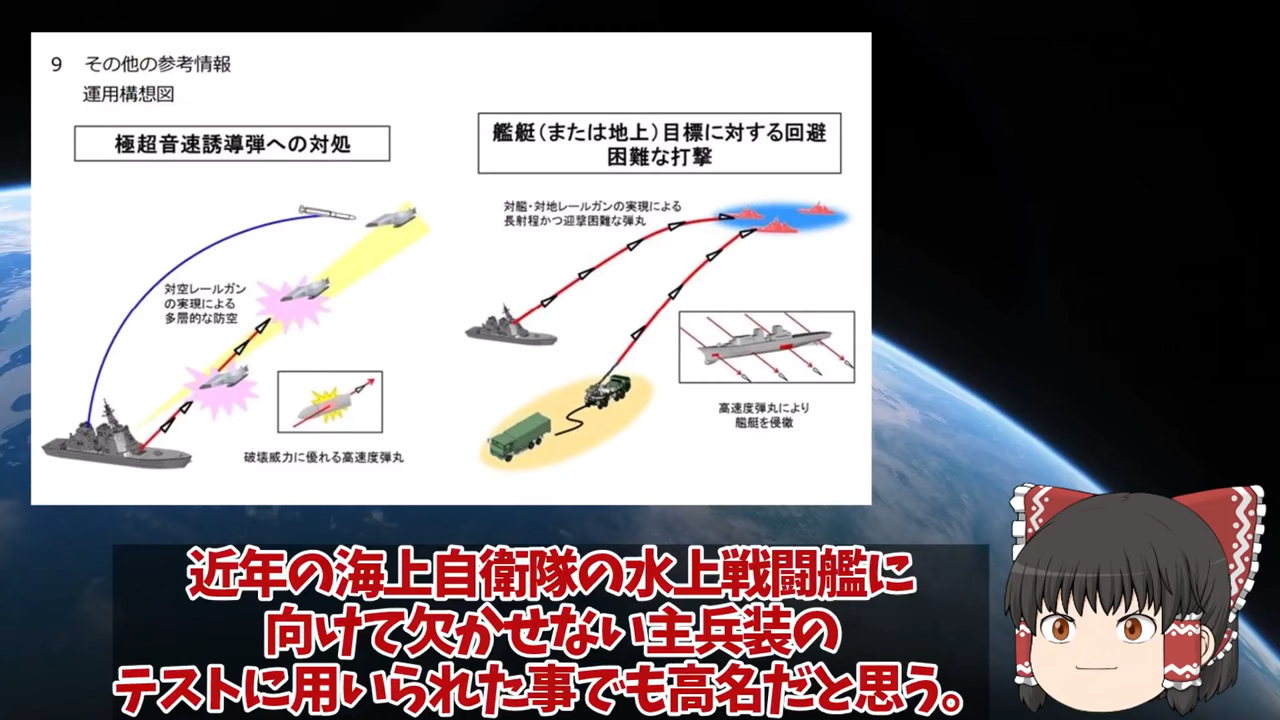 9 その他の参考情報
運用構想図
極超音速誘導弾への対処
対空レールガン
の実現による
多層的な防空
破壊威力に優れる高速度弾丸
艦艇(または地上)目標に対する回避
困難な打撃
対艦・対地レールガンの実現による
長射程かつ迎撃困難な弾丸
高速度弾丸により
艦艇を侵徹
近年の海上自衛隊の水上戦闘艦に
向けて欠かせない主兵装の
テストに用いられた事でも高名だと思う。